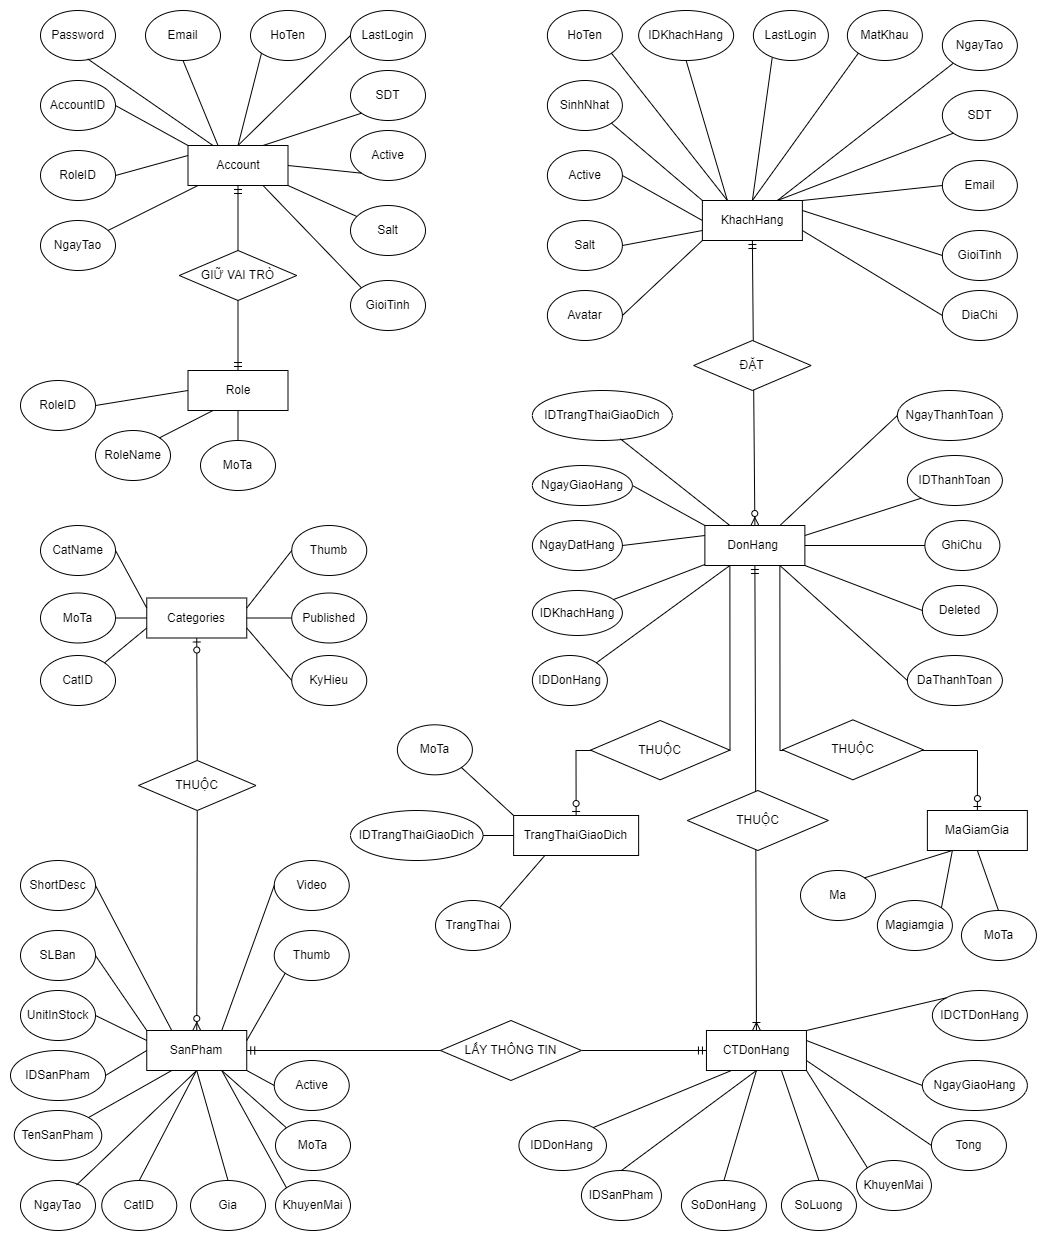 Password
Email
HoTen
LastLogin
AccountID
SDT
Account
Active
RoleID
NgayTao
Salt
GIỮ VAI TRÒ
GioiTinh
Role
RoleID
RoleName
MoTa
HoTen
IDKhachHang
LastLogin
MatKhau
NgayTao
SinhNhat
SDT
Active
Email
KhachHang
Salt
GioiTinh
Avatar
DiaChi
ĐẶT
IDTrangThaiGiaoDich
NgayThanhToan
NgayGiaoHang
IDThanhToan
NgayDatHang
DonHang
GhiChu
IDKhachHang
Deleted
IDDonHang
DaThanhToan
CatName
Thumb
MoTa
Categories
Published
CatID
KyHieu
THUỘC
THUỘC
THUỘC
THUỘC
MoTa
IDTrangThaiGiaoDich
TrangThaiGiaoDich
TrangThai
MaGiamGia
Ma
Magiamgia
MoTa
ShortDesc
Video
SLBan
Thumb
UnitInStock
SanPham
IDSanPham
Active
TenSanPham
MoTa
NgayTao
CatID
Gia
KhuyenMai
LẤY THÔNG TIN
CTDonHang
IDCTDonHang
NgayGiaoHang
IDDonHang
Tong
IDSanPham
SoDonHang
SoLuong
KhuyenMai